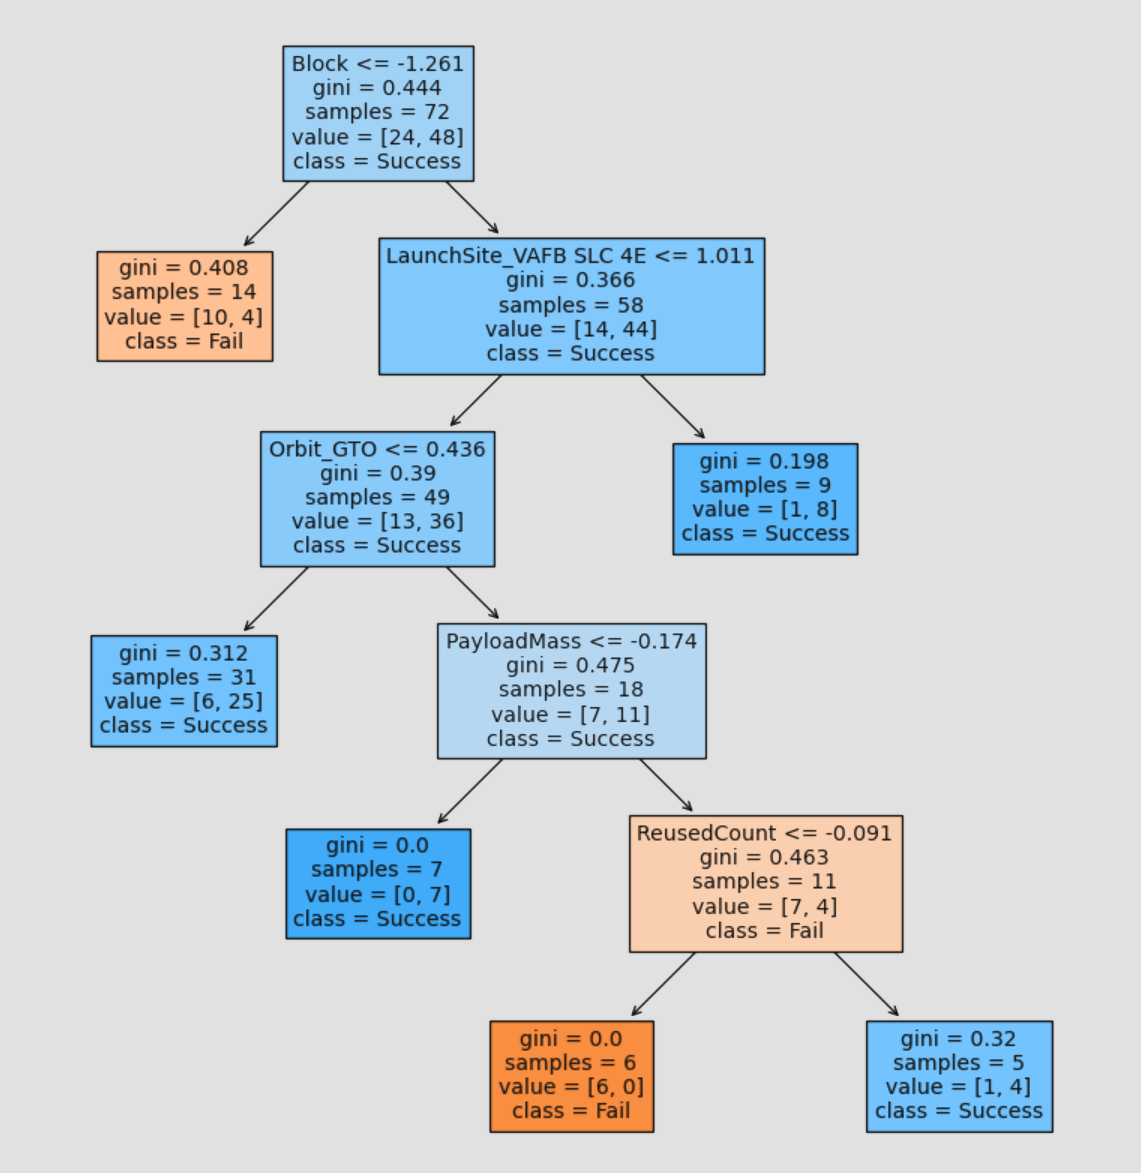 Block <= -1.261
gini = 0.444
samples = 72
value = [24, 48]
class = Success
gini = 0.408
samples = 14
value = [10, 4]
class = Fail
LaunchSite_VAFB SLC 4E <= 1.011
gini = 0.366
samples = 58
value = [14, 44]
class = Success
Orbit_GTO <= 0.436
gini = 0.39
samples = 49
value = [13, 36]
class = Success
gini = 0.198
samples = 9
value = [1, 8]
class = Success
gini = 0.312
samples = 31
value = [6, 25]
class = Success
PayloadMass <= -0.174
gini = 0.475
samples = 18
value = [7, 11]
class = Success
gini = 0.0
samples = 7
value = [0, 7]
class = Success
ReusedCount <= -0.091
gini = 0.463
samples = 11
value = [7, 4]
class = Fail
gini = 0.0
samples = 6
value = [6, 0]
class = Fail
gini = 0.32
samples = 5
value = [1, 4]
class = Success